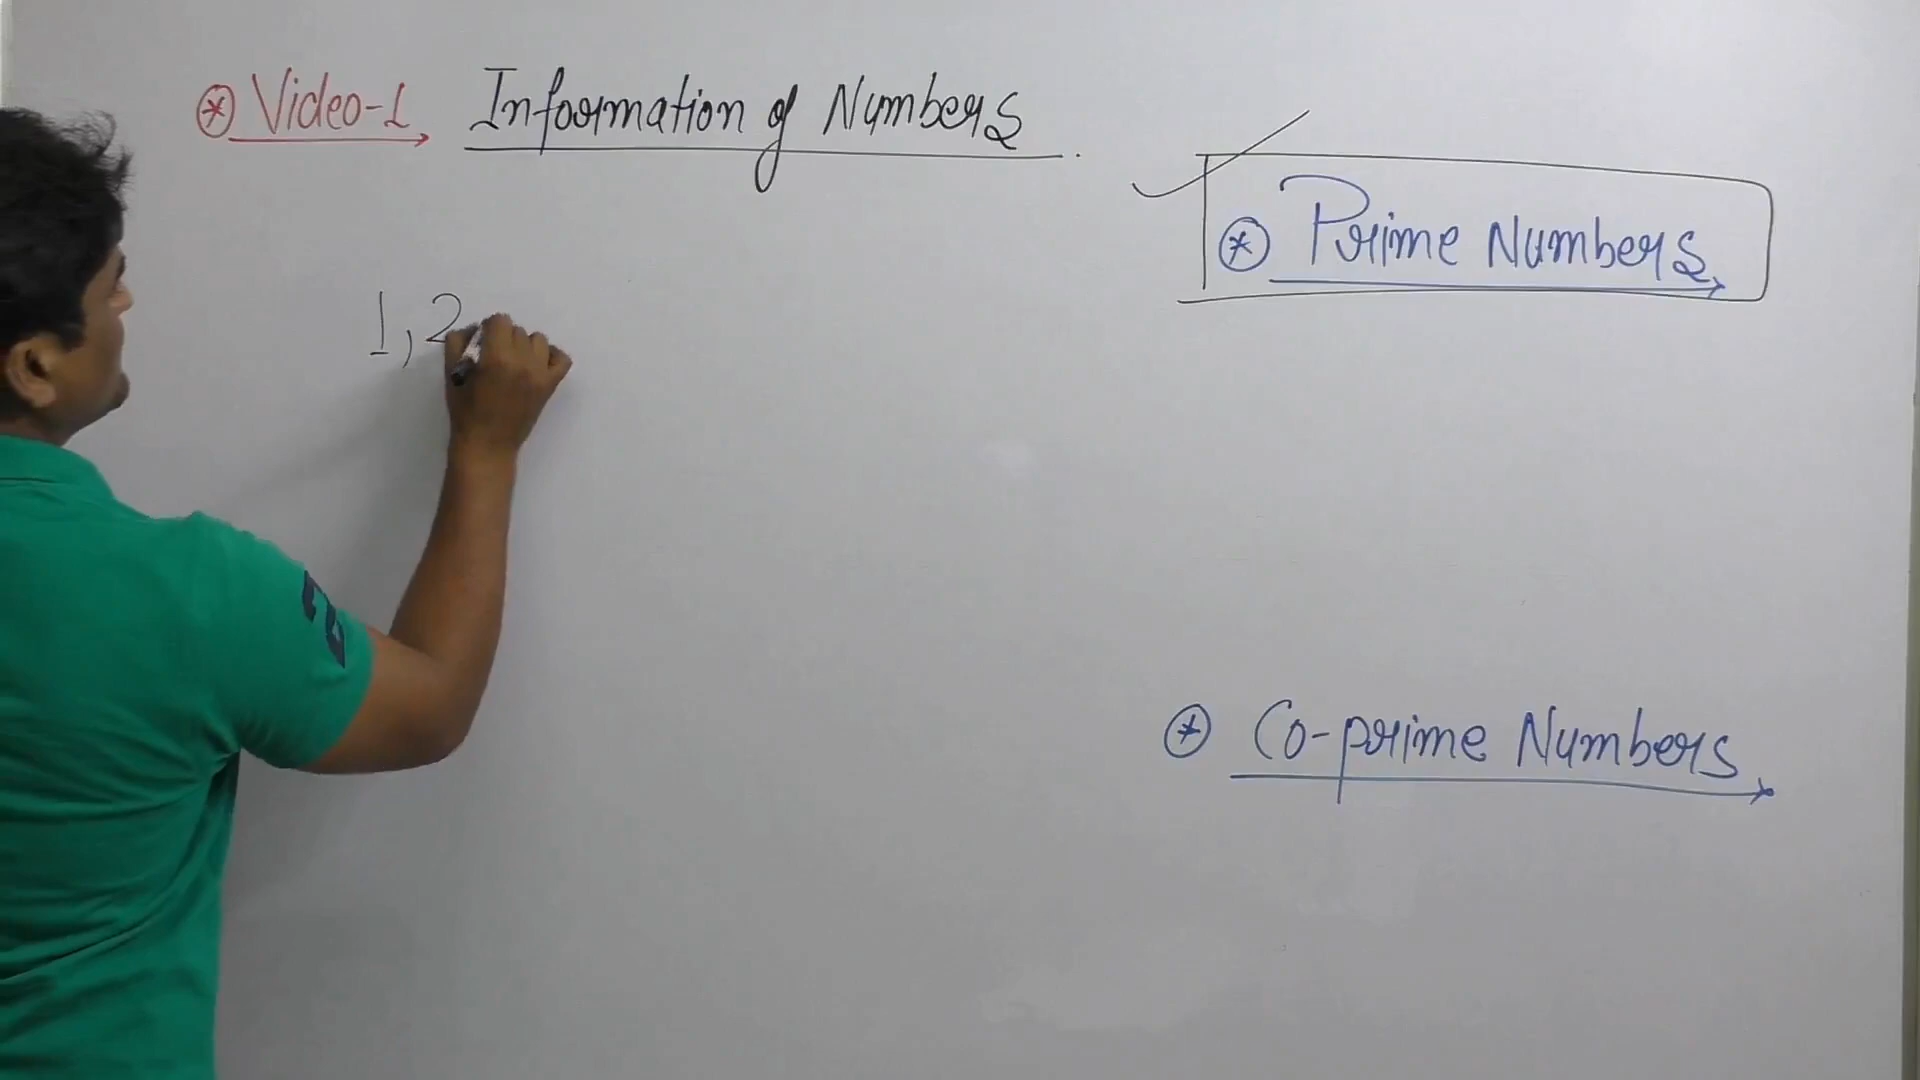 * Video-1 Information of Numbers
* Prime Numbers
1, 2
* Co-prime Numbers